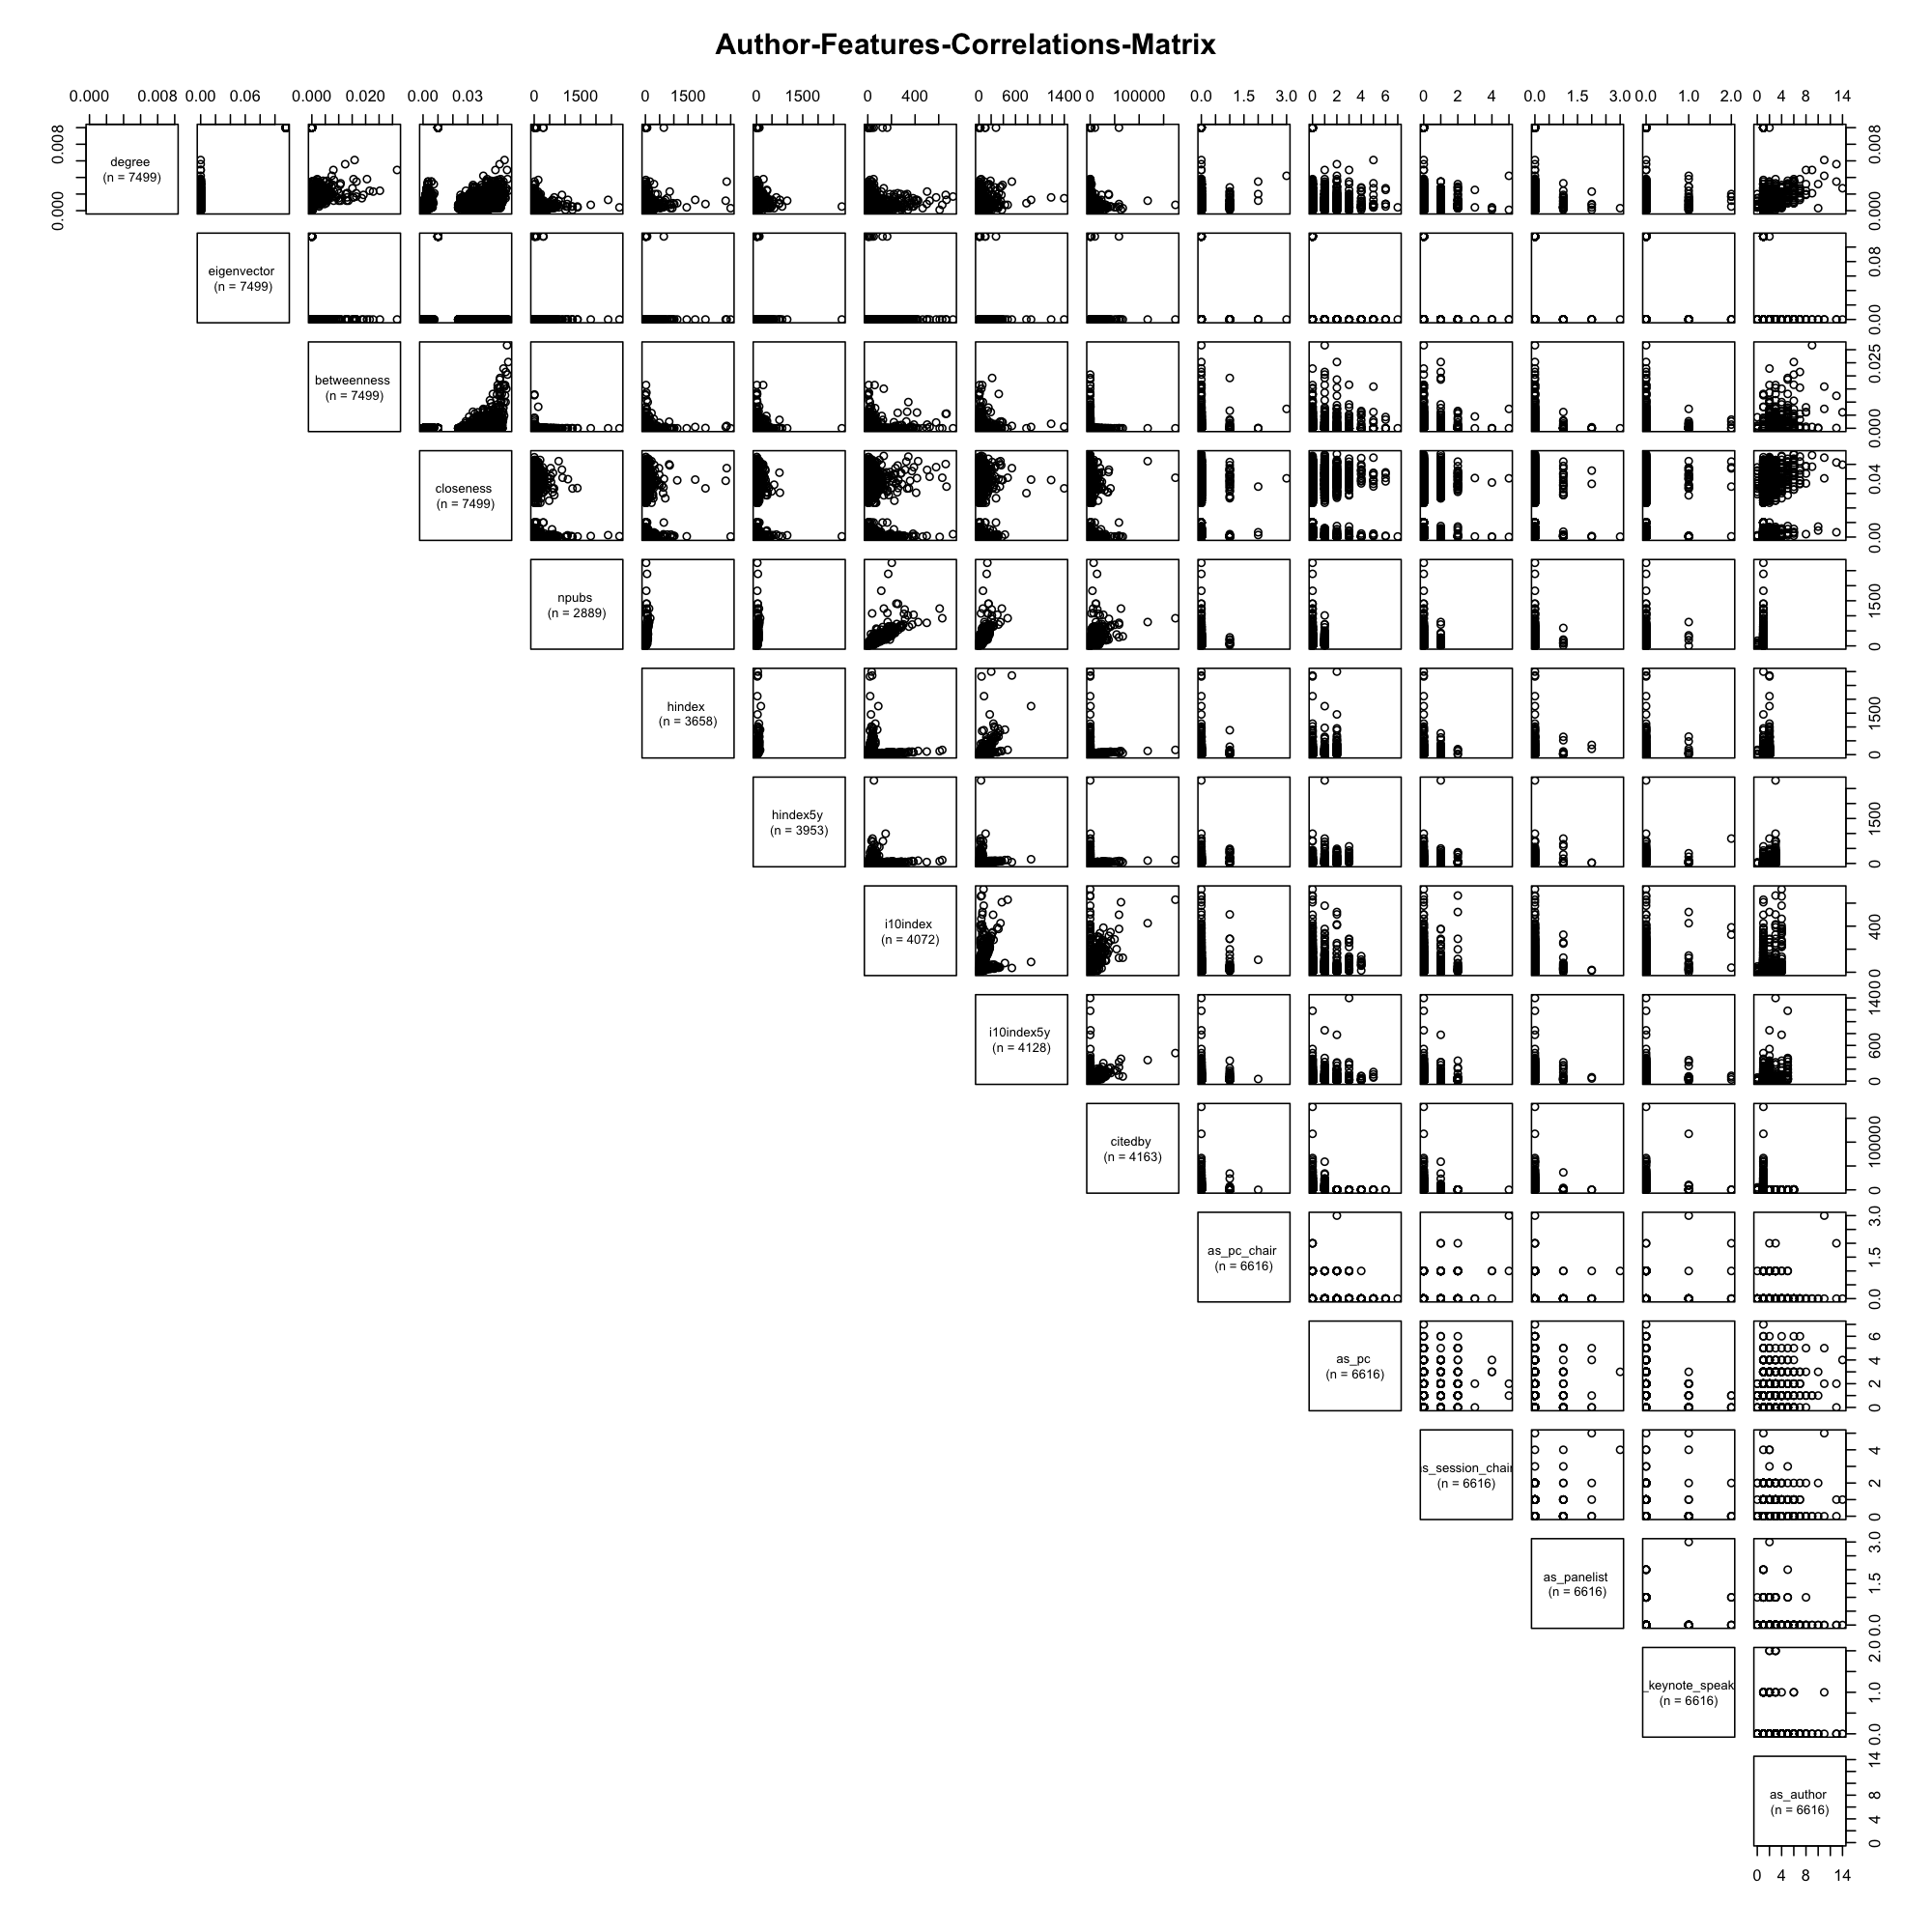 Author-Features-Correlations-Matrix
0.000 0.008 0.00 0.06 0.000 0.020 0.00 0.03 0 1500 0 1500 0 1500 0 400 0 600 1400 0 100000 0.0 1.5 3.0 0 2 4 6 0 2 4 0.0 1.5 3.0 0.0 1.0 2.0 0 4 8 14
0.000 0.008
degree
(n = 7499)
0.000 0.008
eigenvector
(n = 7499)
0.00 0.08
betweenness
(n = 7499)
0.000 0.025
closeness
(n = 7499)
0.00 0.04
npubs
(n = 2889)
0 1500
hindex
(n = 3658)
0 1500
hindex5y
(n = 3953)
0 1500
i10index
(n = 4072)
0 400
i10index5y
(n = 4128)
0 600 1400
citedby
(n = 4163)
0 100000
as_pc_chair
(n = 6616)
0.0 1.5 3.0
as_pc
(n = 6616)
0 2 4 6
s_session_chair
(n = 6616)
0 2 4
as_panelist
(n = 6616)
0.0 1.5 3.0
_keynote_speak
(n = 6616)
0.0 1.0 2.0
as_author
(n = 6616)
0 4 8 14
0 4 8 14